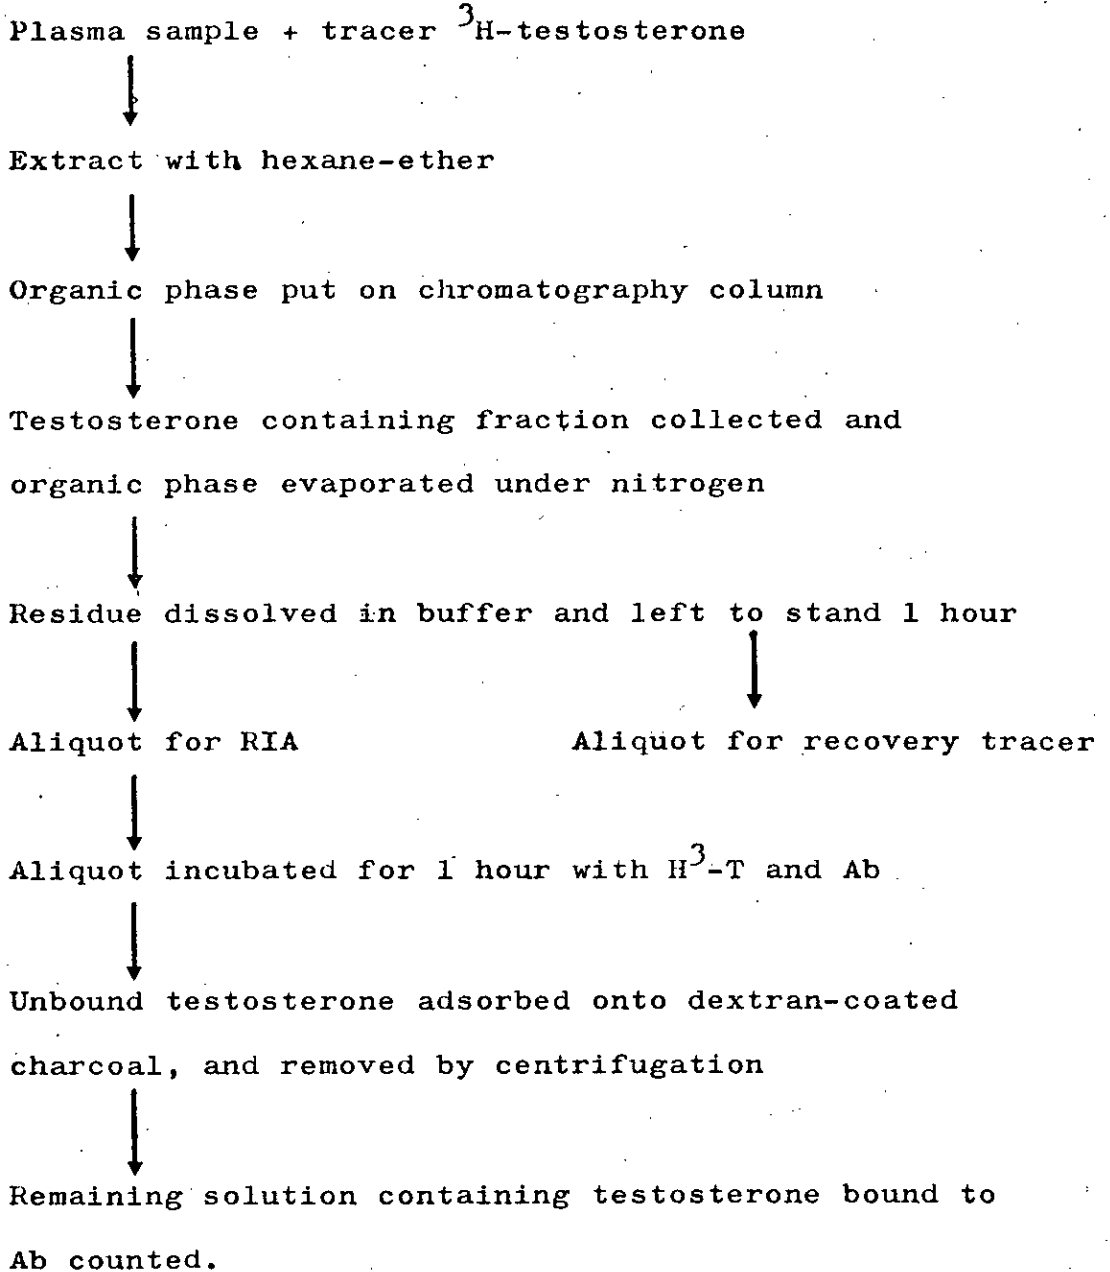 Plasma sample + tracer ³H-testosterone
Extract with hexane-ether
Organic phase put on chromatography column
Testosterone containing fraction collected and
organic phase evaporated under nitrogen
Residue dissolved in buffer and left to stand 1 hour
Aliquot for RIA
Aliquot for recovery tracer
Aliquot incubated for 1 hour with H³-T and Ab
Unbound testosterone adsorbed onto dextran-coated
charcoal, and removed by centrifugation
Remaining solution containing testosterone bound to
Ab counted.